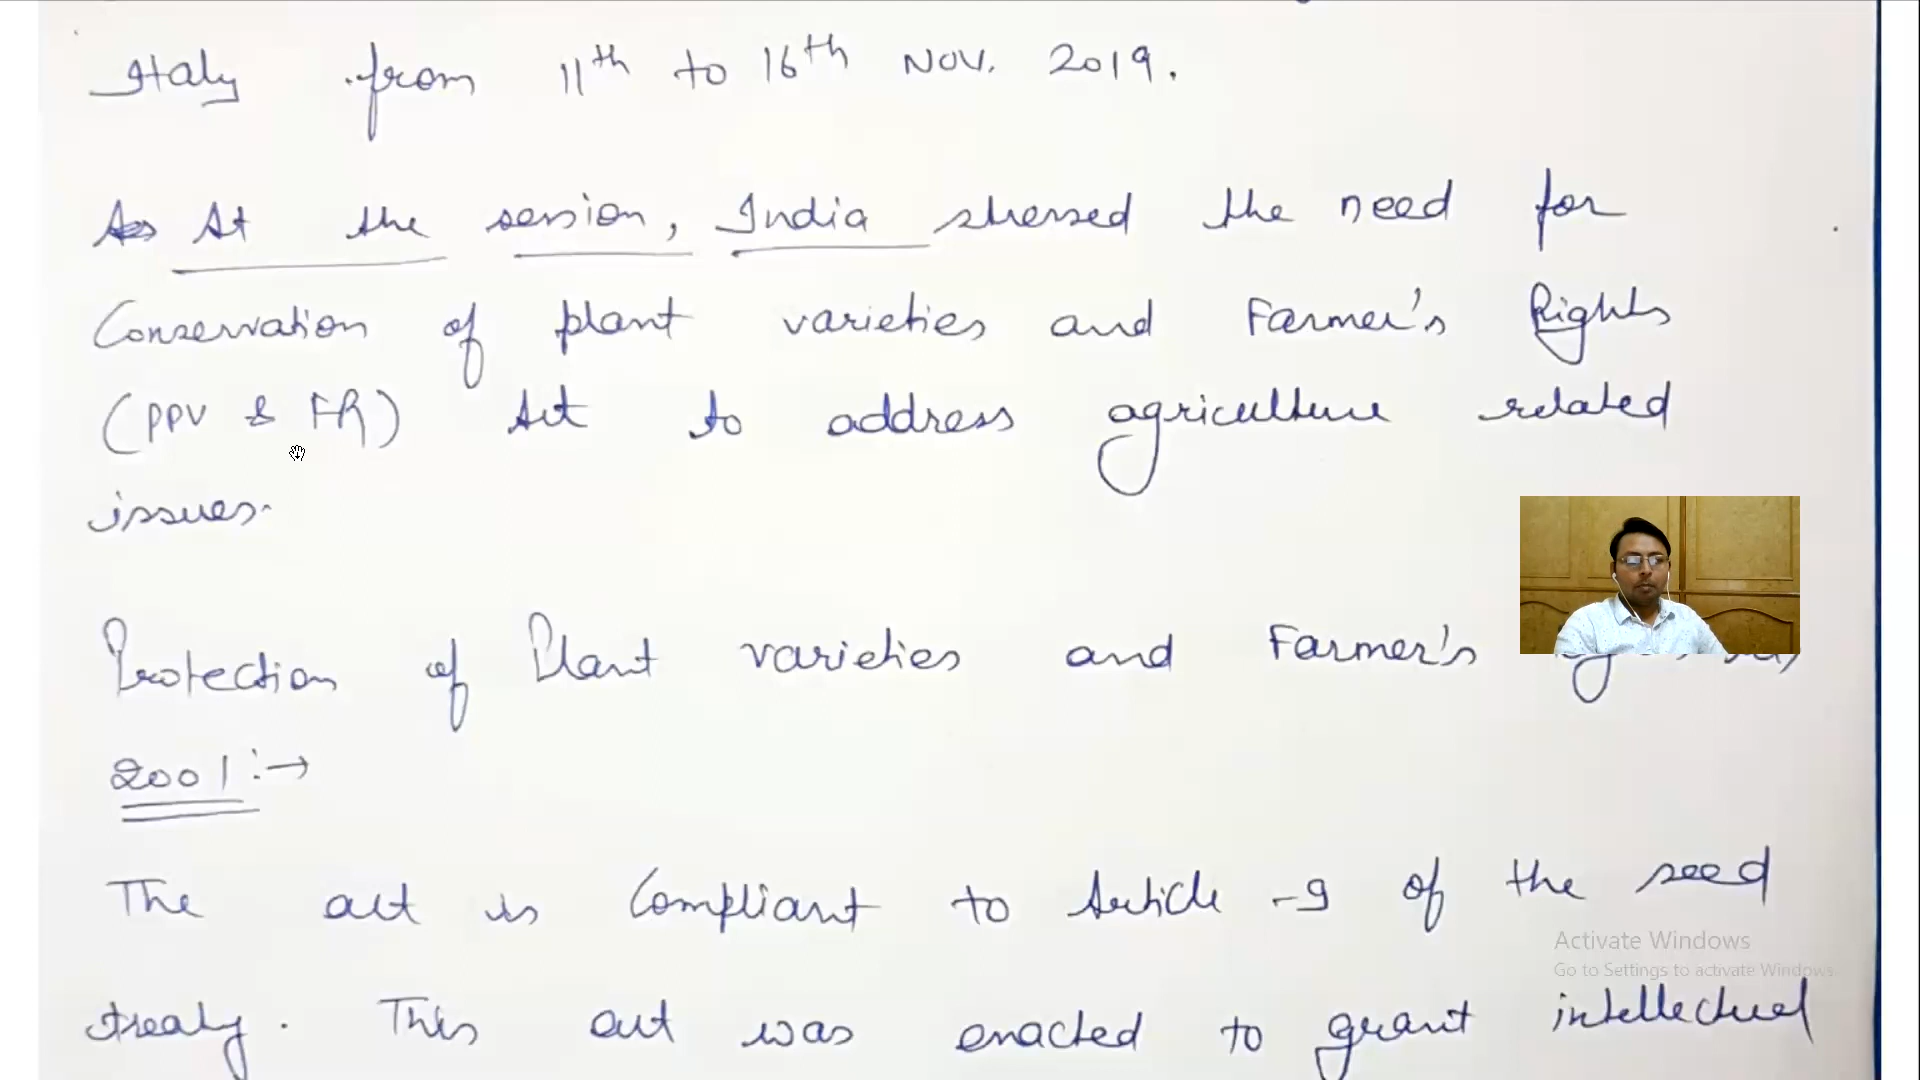 Italy from 11th to 16th NOV. 2019.
As At the session, India stressed the need for
Conservation of plant varieties and Farmer's Rights
(PPV & FR) Act to address agriculture related
issues.
Protection of Plant varieties and Farmer's
2001 :→
The act is Compliant to Article -9 of the seed
treaty. This act was enacted to grant intellectual
Activate Windows
Go to Settings to activate Windows.